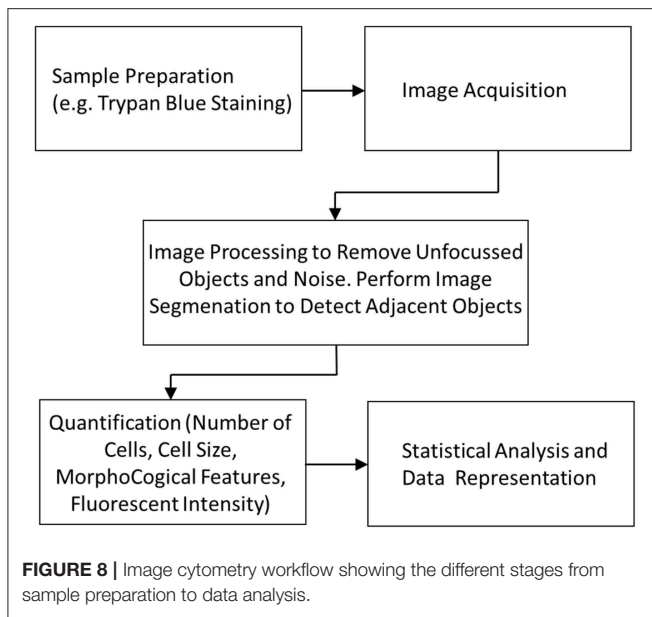 Sample Preparation
(e.g. Trypan Blue Staining)
Image Acquisition
Image Processing to Remove Unfocussed
Objects and Noise. Perform Image
Segmenation to Detect Adjacent Objects
Quantification (Number of
Cells, Cell Size,
MorphoCogical Features,
Fluorescent Intensity)
Statistical Analysis and
Data Representation
FIGURE 8 | Image cytometry workflow showing the different stages from
sample preparation to data analysis.